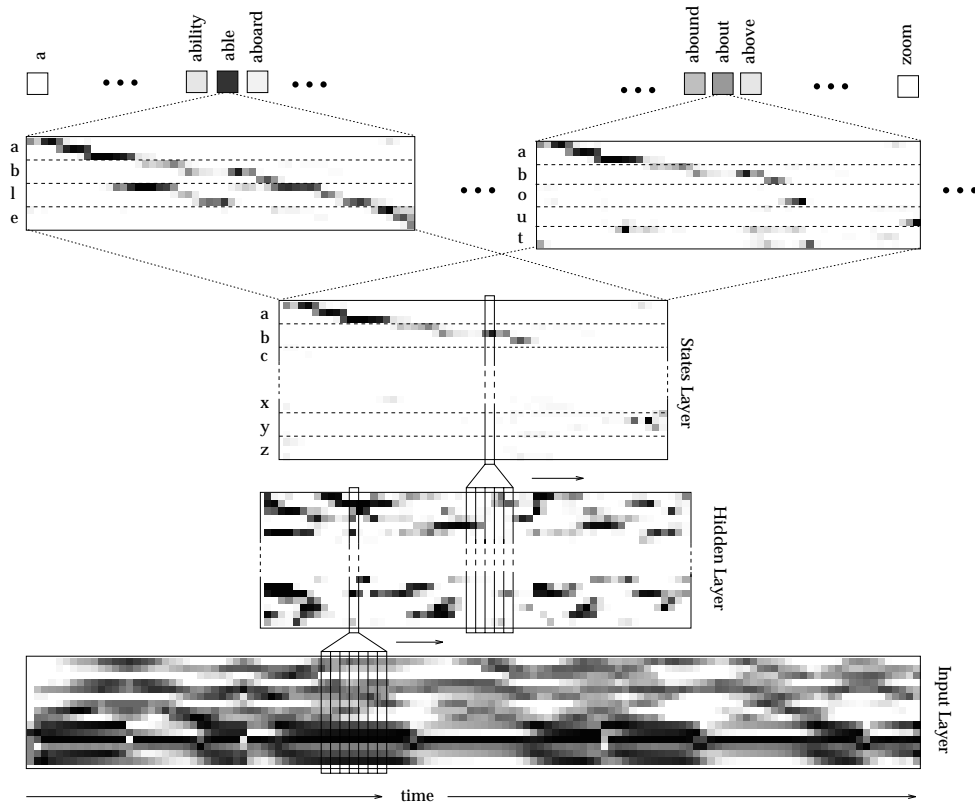 a
ability
able
aboard
abound
about
above
zoom
a
b
l
e
a
b
o
u
t
a
b
c
x
y
z
States Layer
Hidden Layer
Input Layer
time